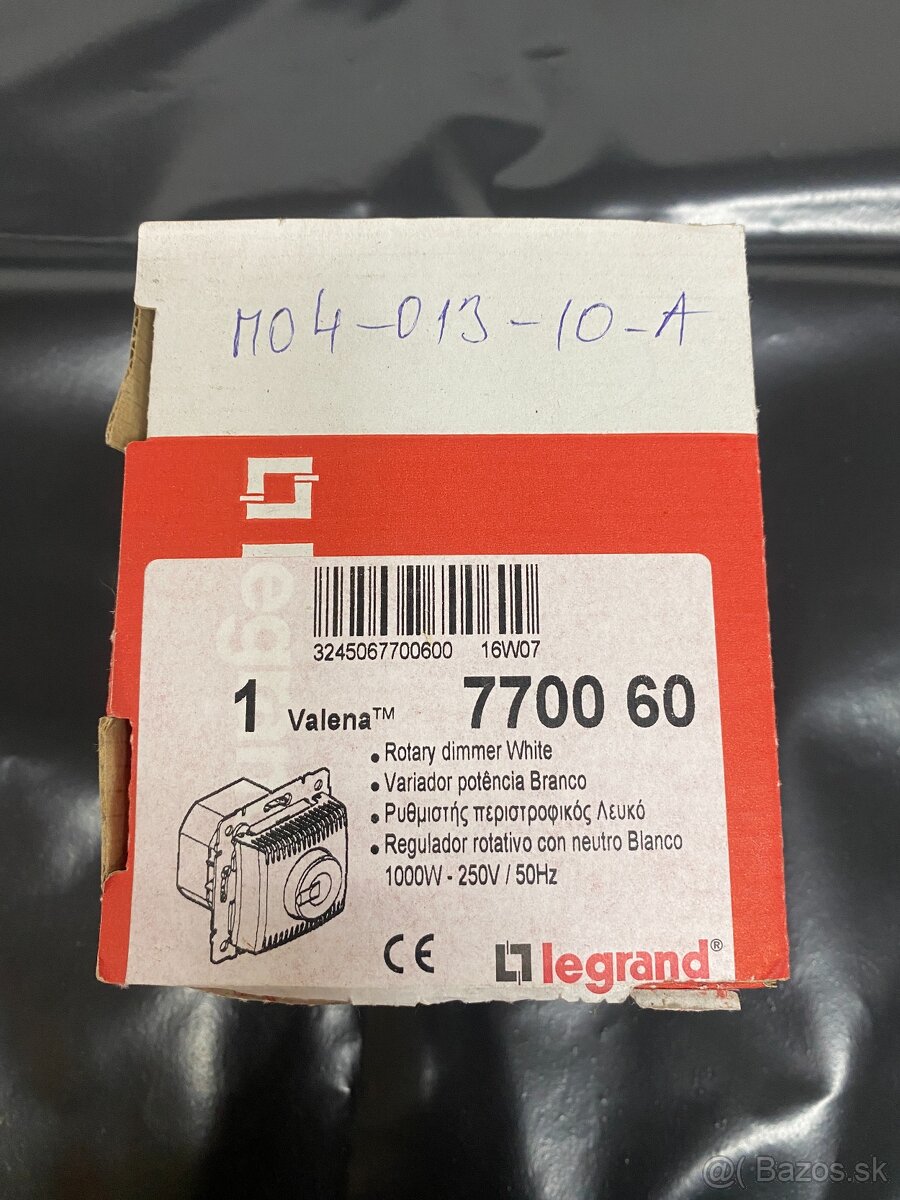 M04-013-10-A
legrand
3245067700600 16W07
1 Valena™ 7700 60
• Rotary dimmer White
• Variador potência Branco
• Ρυθμιστής περιστροφικός Λευκό
• Regulador rotativo con neutro Blanco
1000W - 250V / 50Hz
CE legrand®
@( Bazos.sk